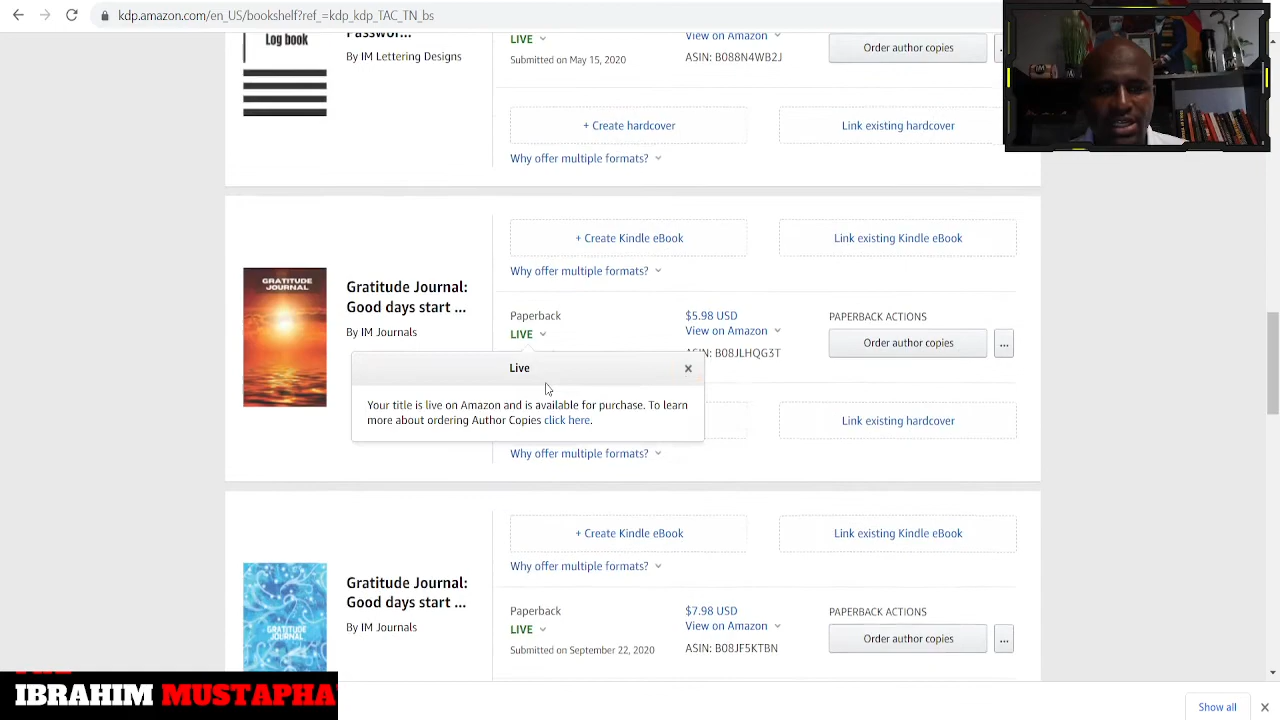 kdp.amazon.com/en_US/bookshelf?ref_=kdp_kdp_TAC_TN_bs
Log book
Passwor...
By IM Lettering Designs
LIVE
Submitted on May 15, 2020
View on Amazon
ASIN: B088N4WB2J
Order author copies
+ Create hardcover
Link existing hardcover
Why offer multiple formats?
+ Create Kindle eBook
Link existing Kindle eBook
Why offer multiple formats?
GRATITUDE
JOURNAL
Gratitude Journal:
Good days start ...
By IM Journals
Paperback
LIVE
$5.98 USD
View on Amazon
ASIN: B08JLHQG3T
PAPERBACK ACTIONS
Order author copies
...
Live
Your title is live on Amazon and is available for purchase. To learn
more about ordering Author Copies click here.
Link existing hardcover
Why offer multiple formats?
+ Create Kindle eBook
Link existing Kindle eBook
Why offer multiple formats?
GRATITUDE
JOURNAL
Gratitude Journal:
Good days start ...
By IM Journals
Paperback
LIVE
Submitted on September 22, 2020
$7.98 USD
View on Amazon
ASIN: B08JF5KTBN
PAPERBACK ACTIONS
Order author copies
...
IBRAHIM MUSTAPHA
Show all